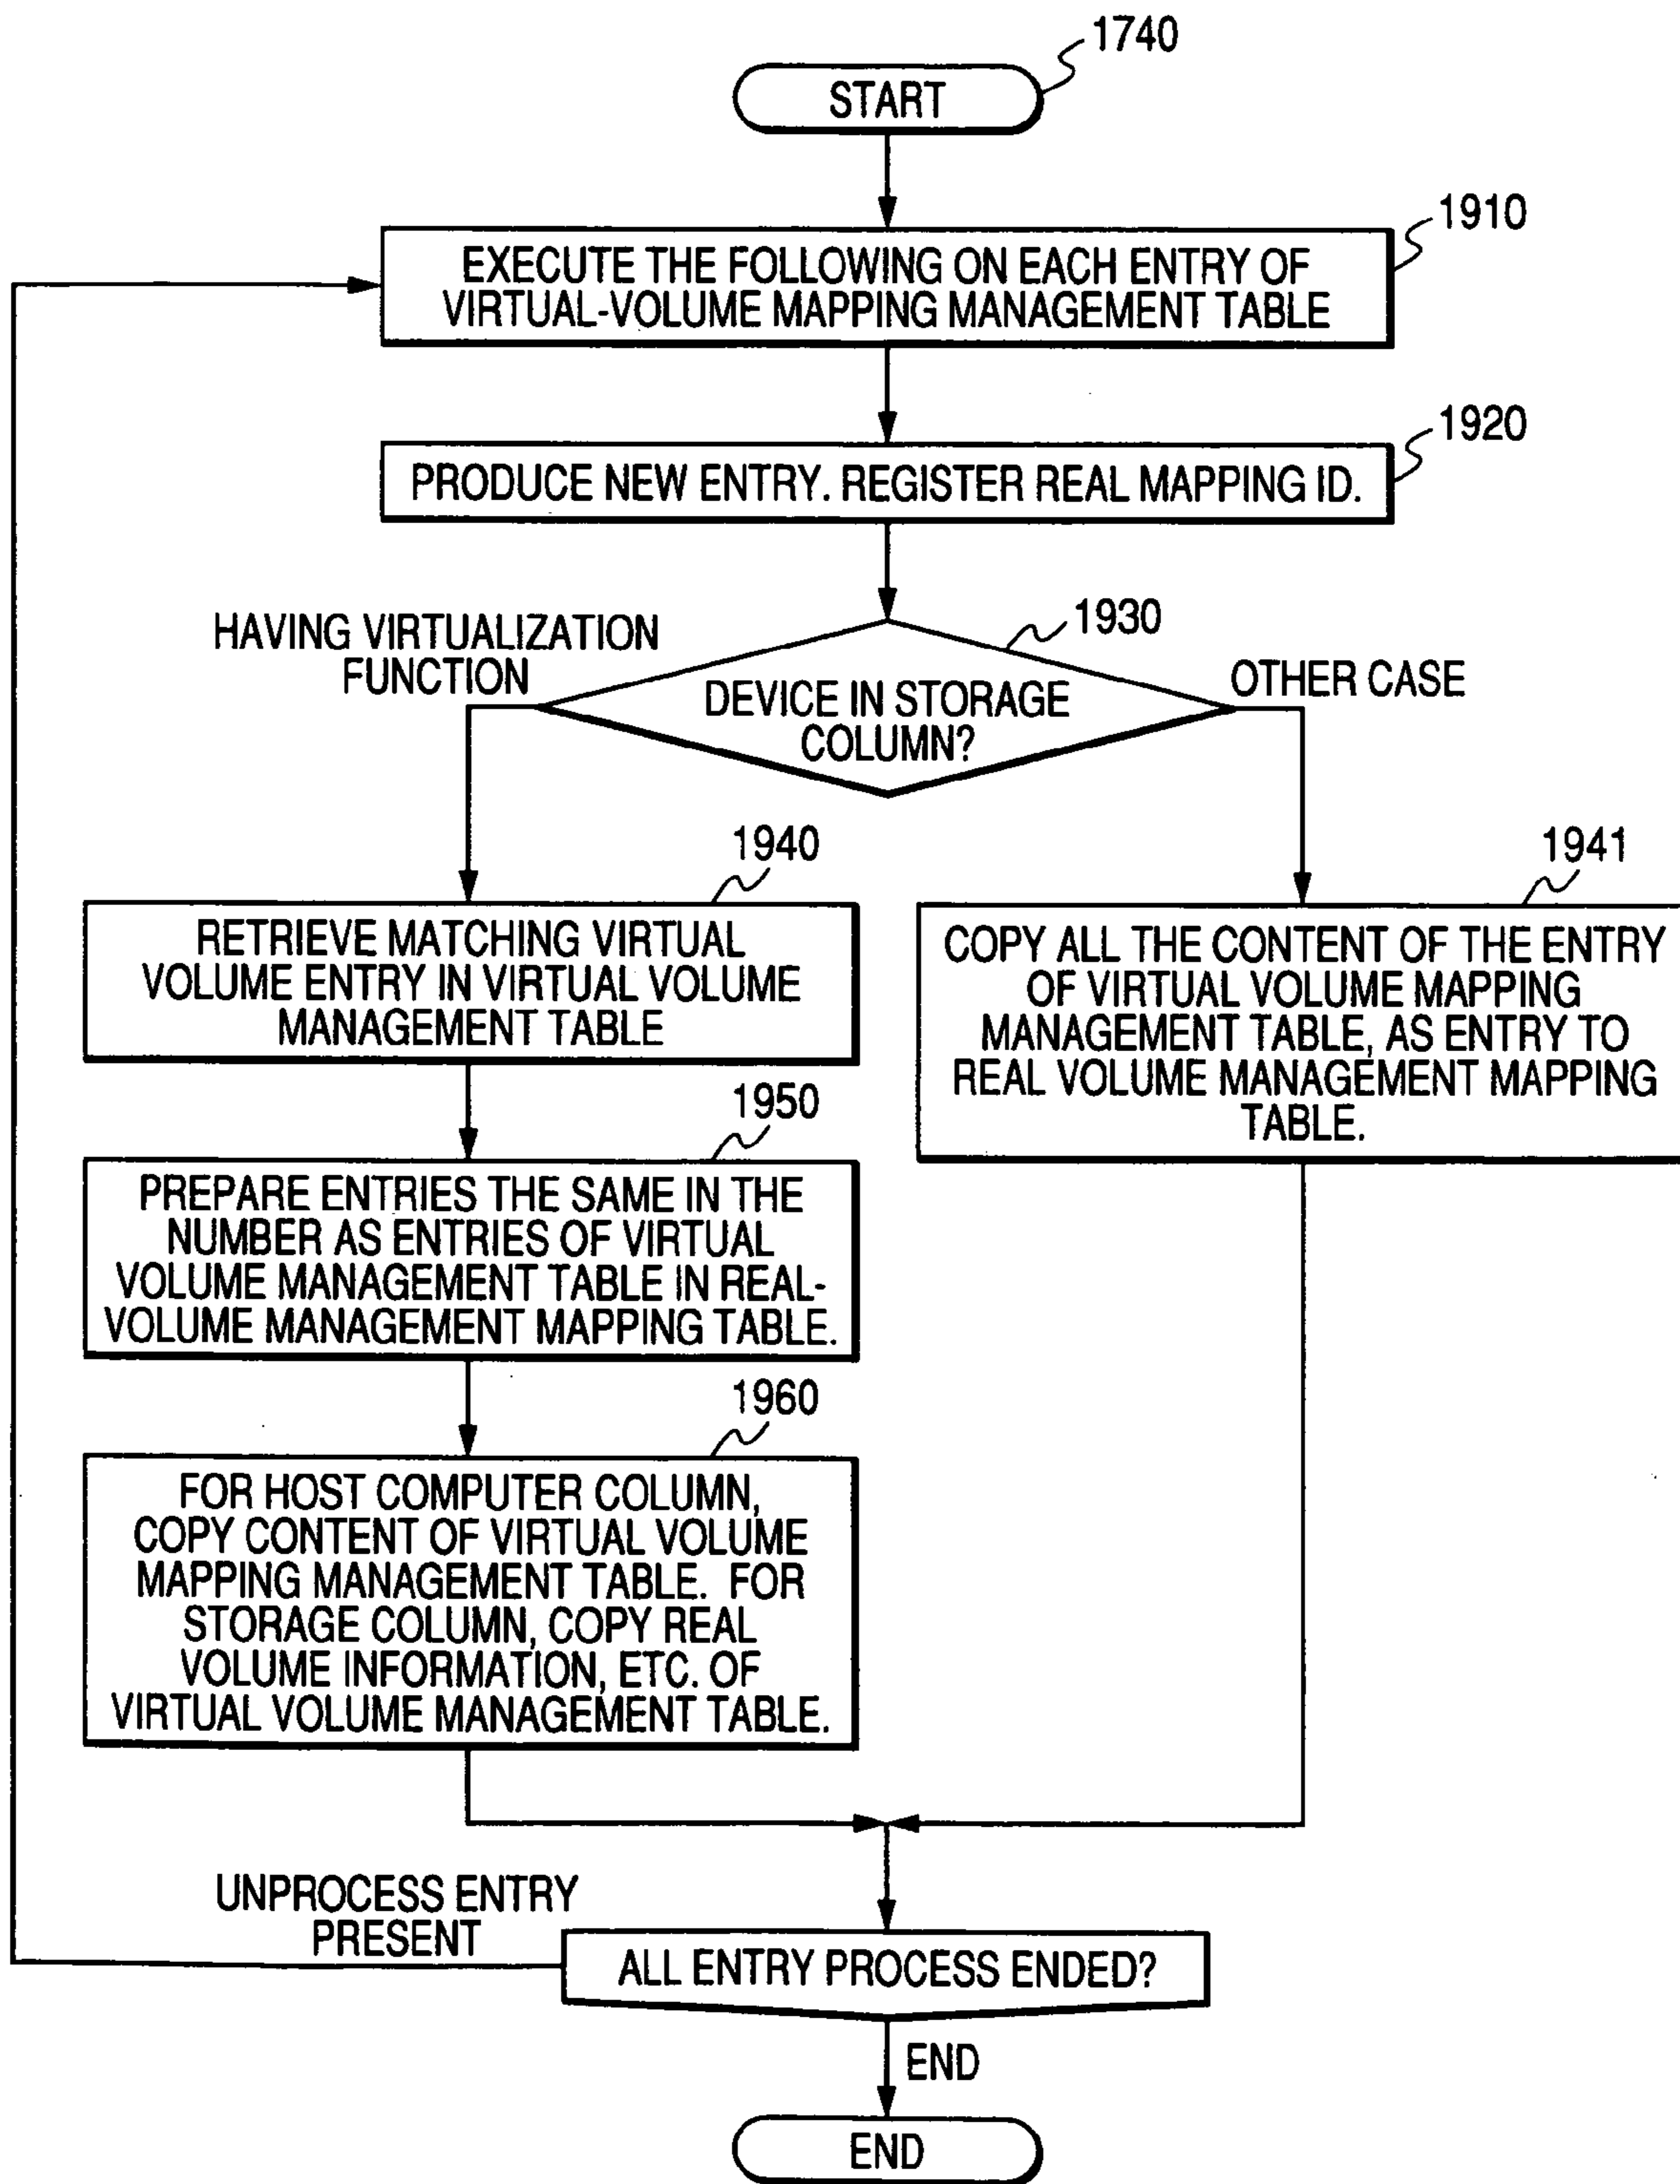 1740
START
1910
EXECUTE THE FOLLOWING ON EACH ENTRY OF
VIRTUAL-VOLUME MAPPING MANAGEMENT TABLE
1920
PRODUCE NEW ENTRY. REGISTER REAL MAPPING ID.
1930
HAVING VIRTUALIZATION
FUNCTION
DEVICE IN STORAGE
COLUMN?
OTHER CASE
1940
RETRIEVE MATCHING VIRTUAL
VOLUME ENTRY IN VIRTUAL VOLUME
MANAGEMENT TABLE
1941
COPY ALL THE CONTENT OF THE ENTRY
OF VIRTUAL VOLUME MAPPING
MANAGEMENT TABLE, AS ENTRY TO
REAL VOLUME MANAGEMENT MAPPING
TABLE.
1950
PREPARE ENTRIES THE SAME IN THE
NUMBER AS ENTRIES OF VIRTUAL
VOLUME MANAGEMENT TABLE IN REAL-
VOLUME MANAGEMENT MAPPING TABLE.
1960
FOR HOST COMPUTER COLUMN,
COPY CONTENT OF VIRTUAL VOLUME
MAPPING MANAGEMENT TABLE. FOR
STORAGE COLUMN, COPY REAL
VOLUME INFORMATION, ETC. OF
VIRTUAL VOLUME MANAGEMENT TABLE.
UNPROCESS ENTRY
PRESENT
ALL ENTRY PROCESS ENDED?
END
END